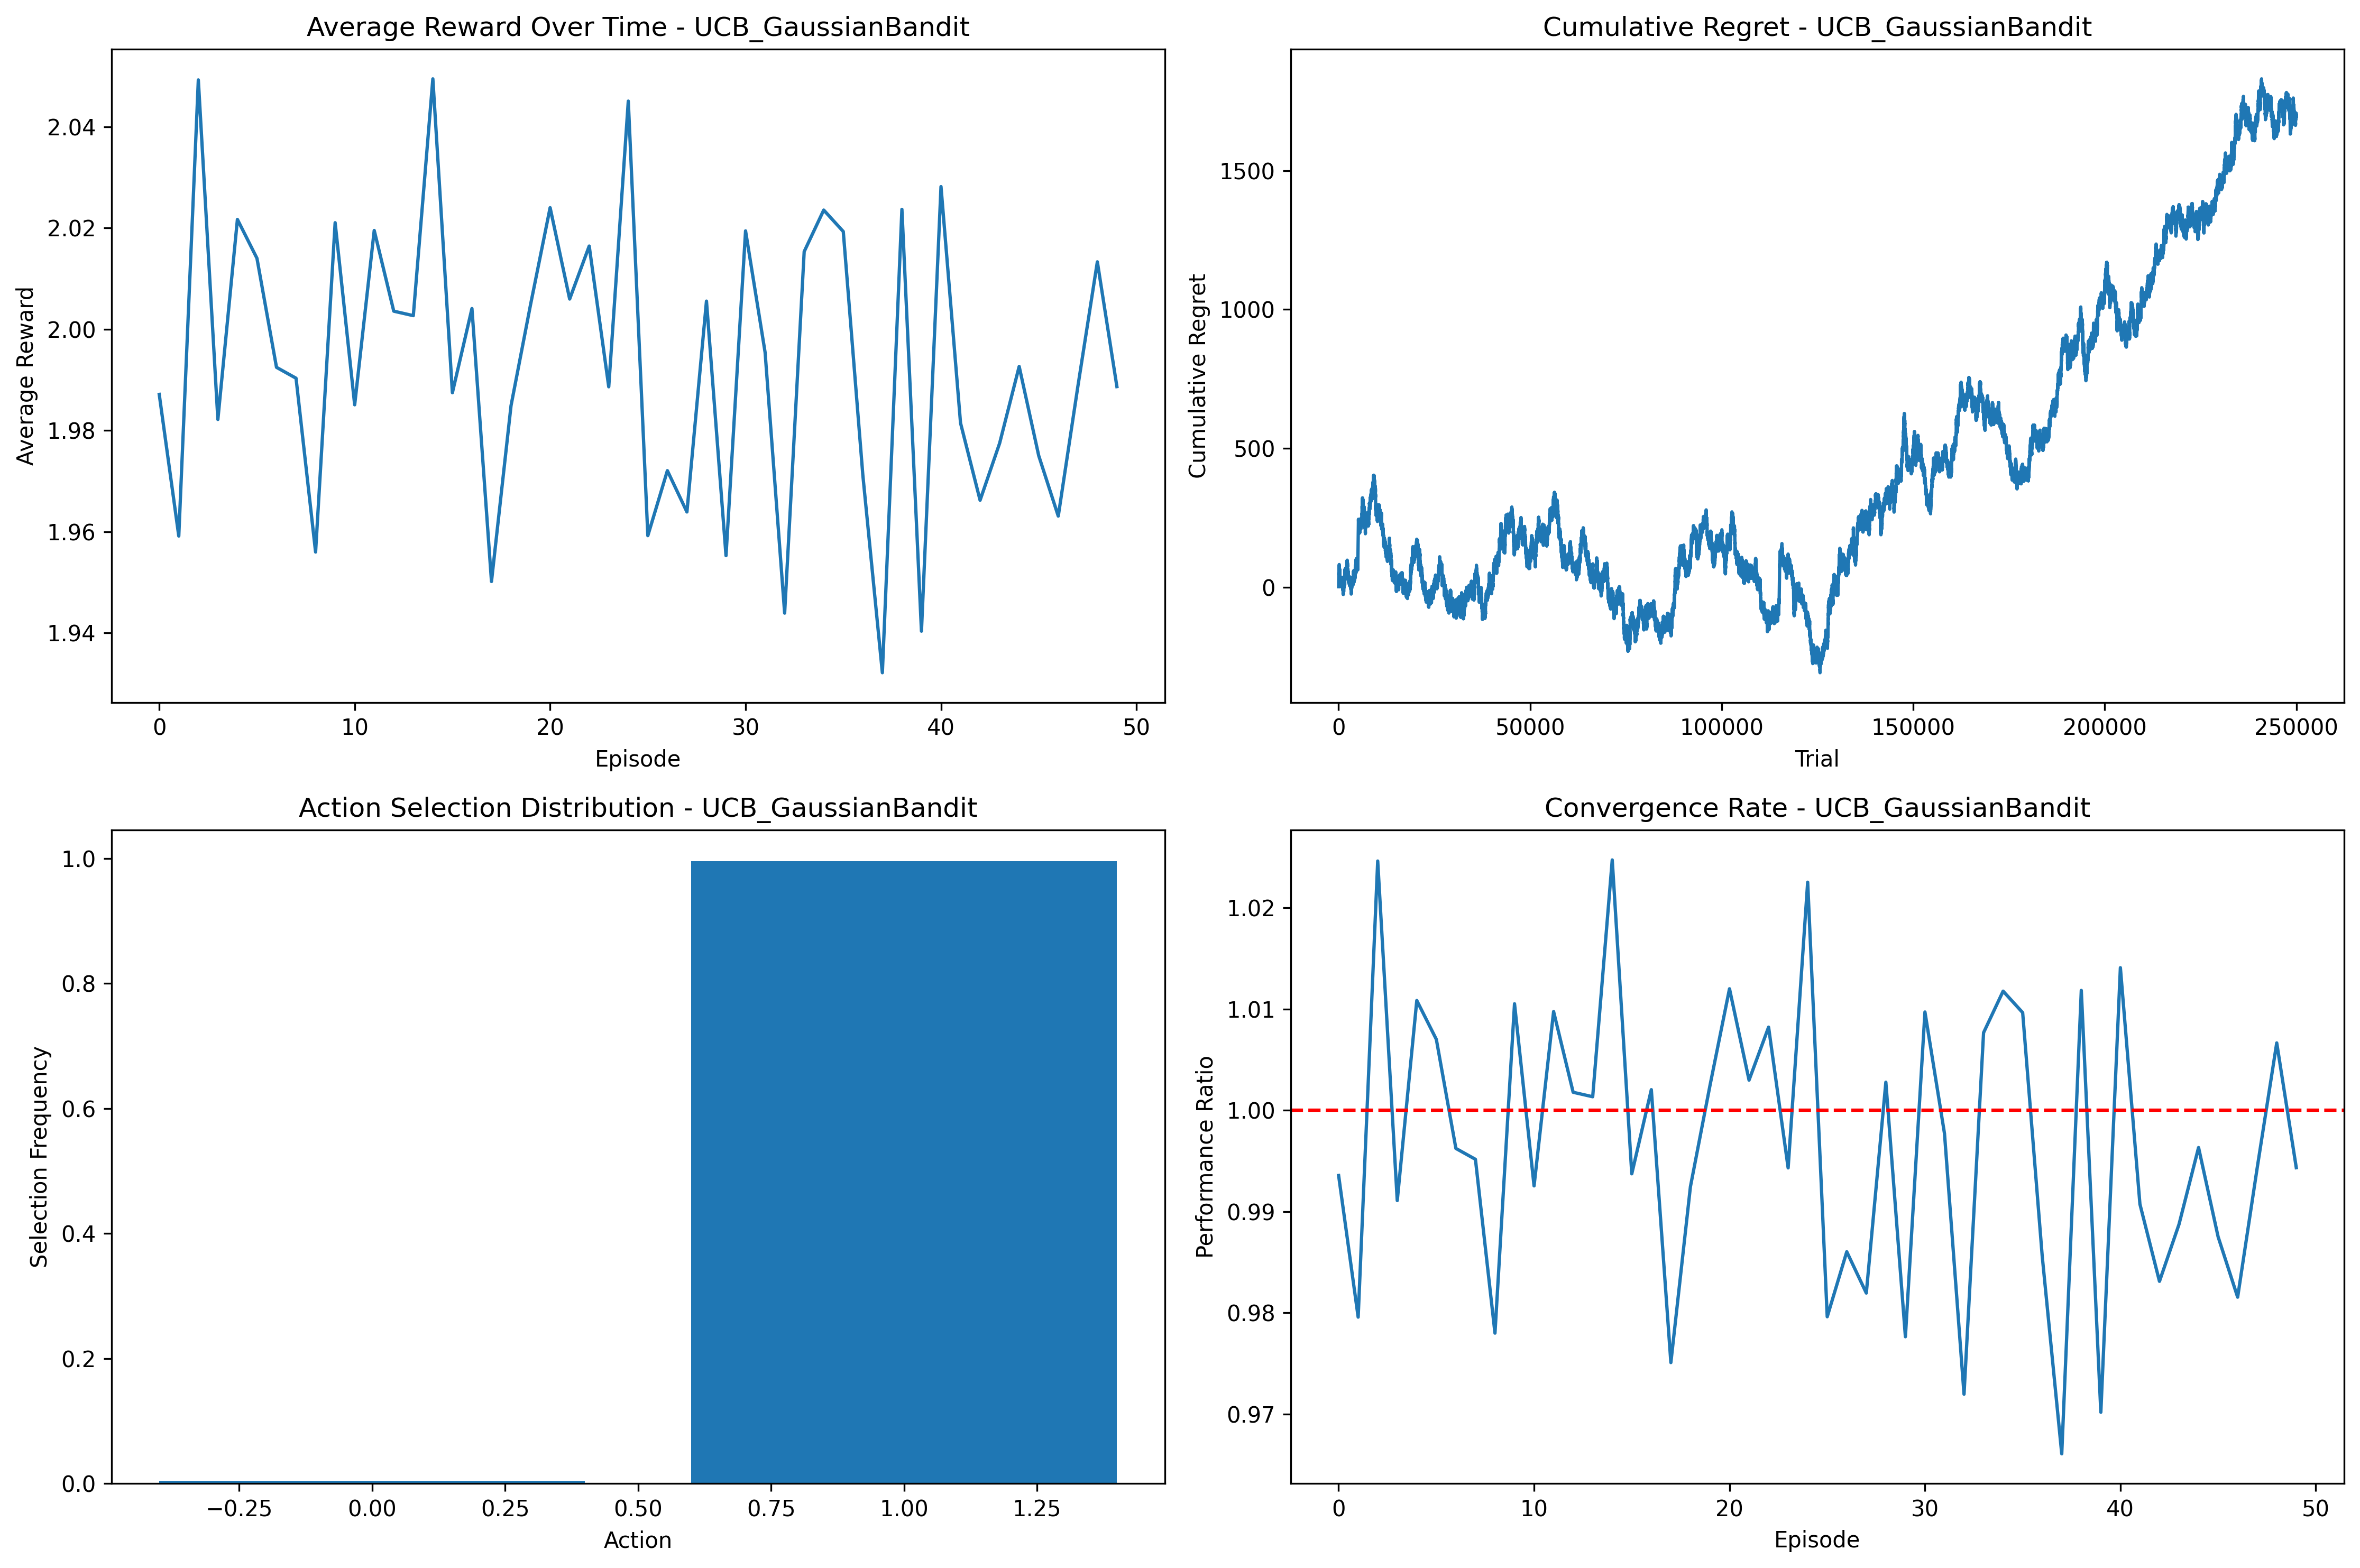 Average Reward Over Time - UCB_GaussianBandit
2.04
2.02
2.00
1.98
1.96
1.94
Average Reward
0 10 20 30 40 50
Episode
Cumulative Regret - UCB_GaussianBandit
1500
1000
500
0
Cumulative Regret
0 50000 100000 150000 200000 250000
Trial
Action Selection Distribution - UCB_GaussianBandit
1.0
0.8
0.6
0.4
0.2
0.0
Selection Frequency
−0.25 0.00 0.25 0.50 0.75 1.00 1.25
Action
Convergence Rate - UCB_GaussianBandit
1.02
1.01
1.00
0.99
0.98
0.97
Performance Ratio
0 10 20 30 40 50
Episode